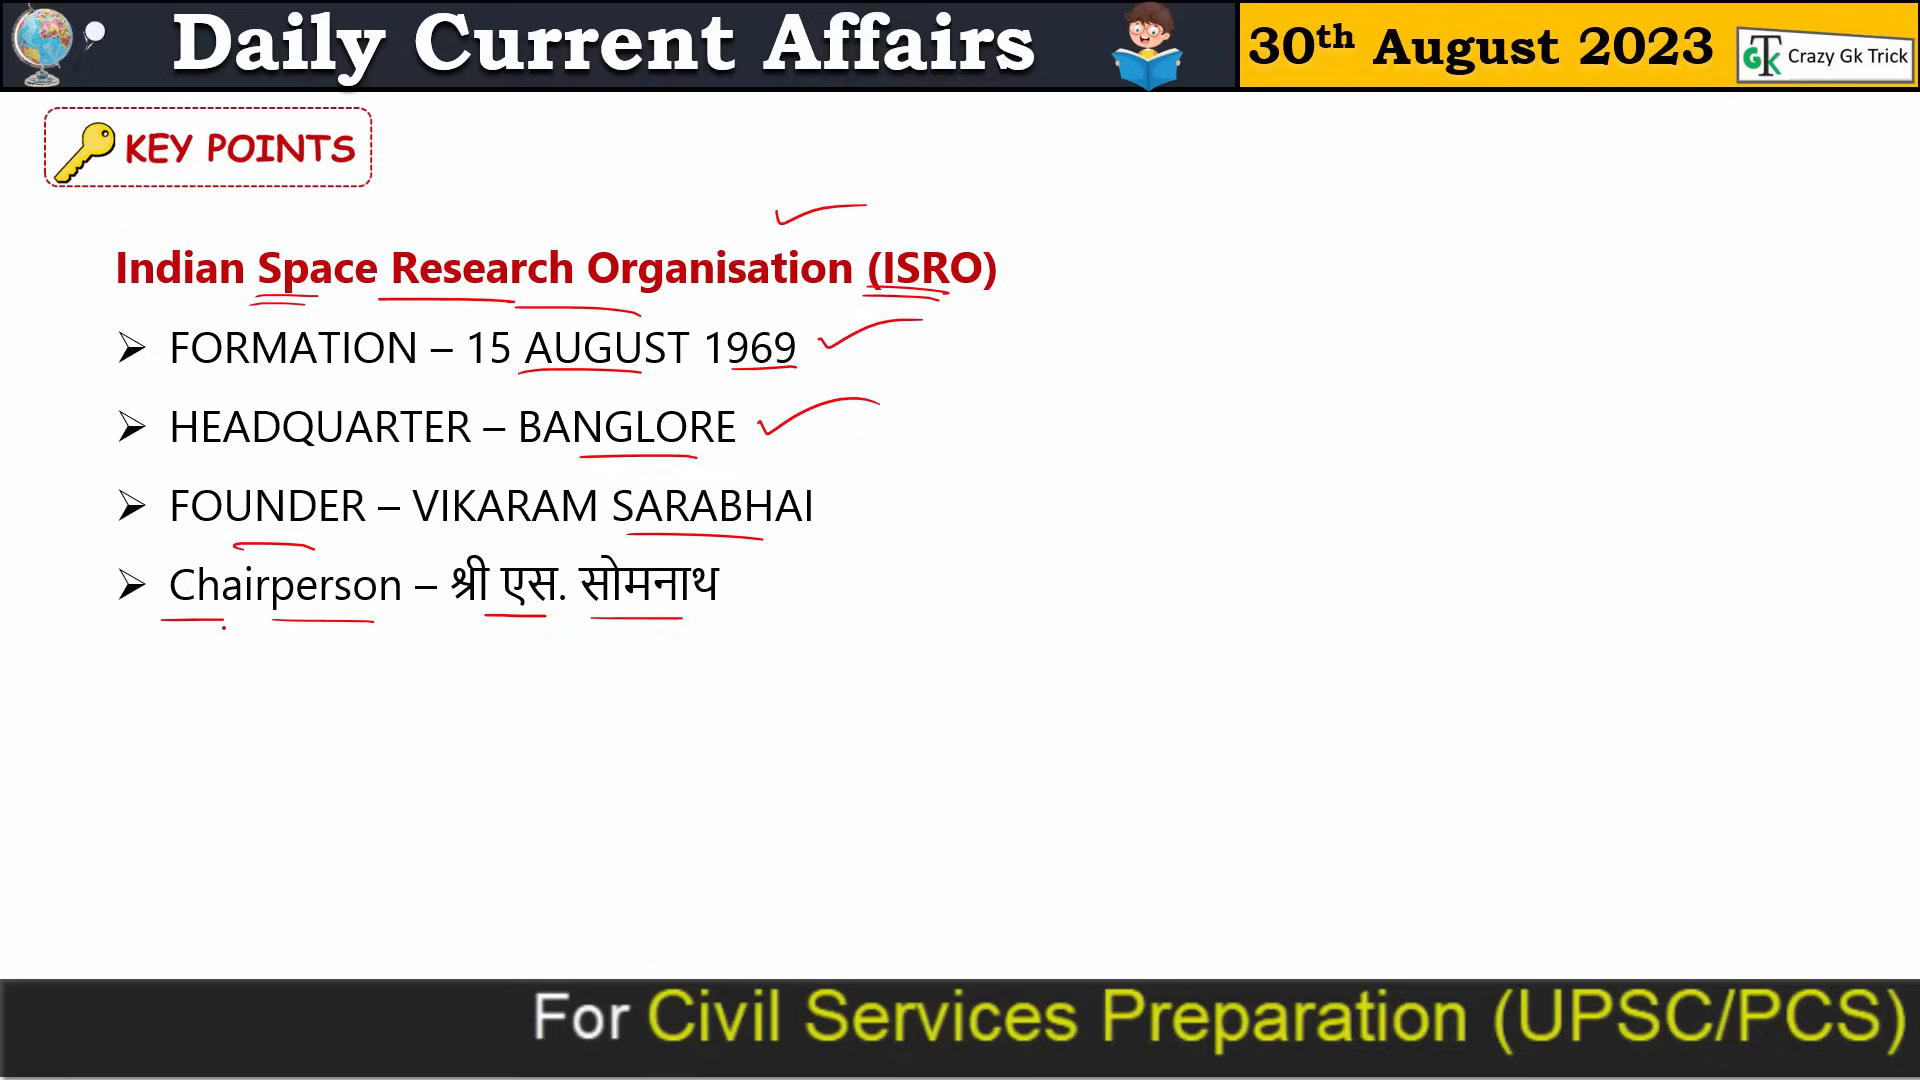 Daily Current Affairs
30th August 2023
GTK Crazy Gk Trick
KEY POINTS
Indian Space Research Organisation (ISRO)
➢ FORMATION – 15 AUGUST 1969
➢ HEADQUARTER – BANGLORE
➢ FOUNDER – VIKARAM SARABHAI
➢ Chairperson – श्री एस. सोमनाथ
For Civil Services Preparation (UPSC/PCS)